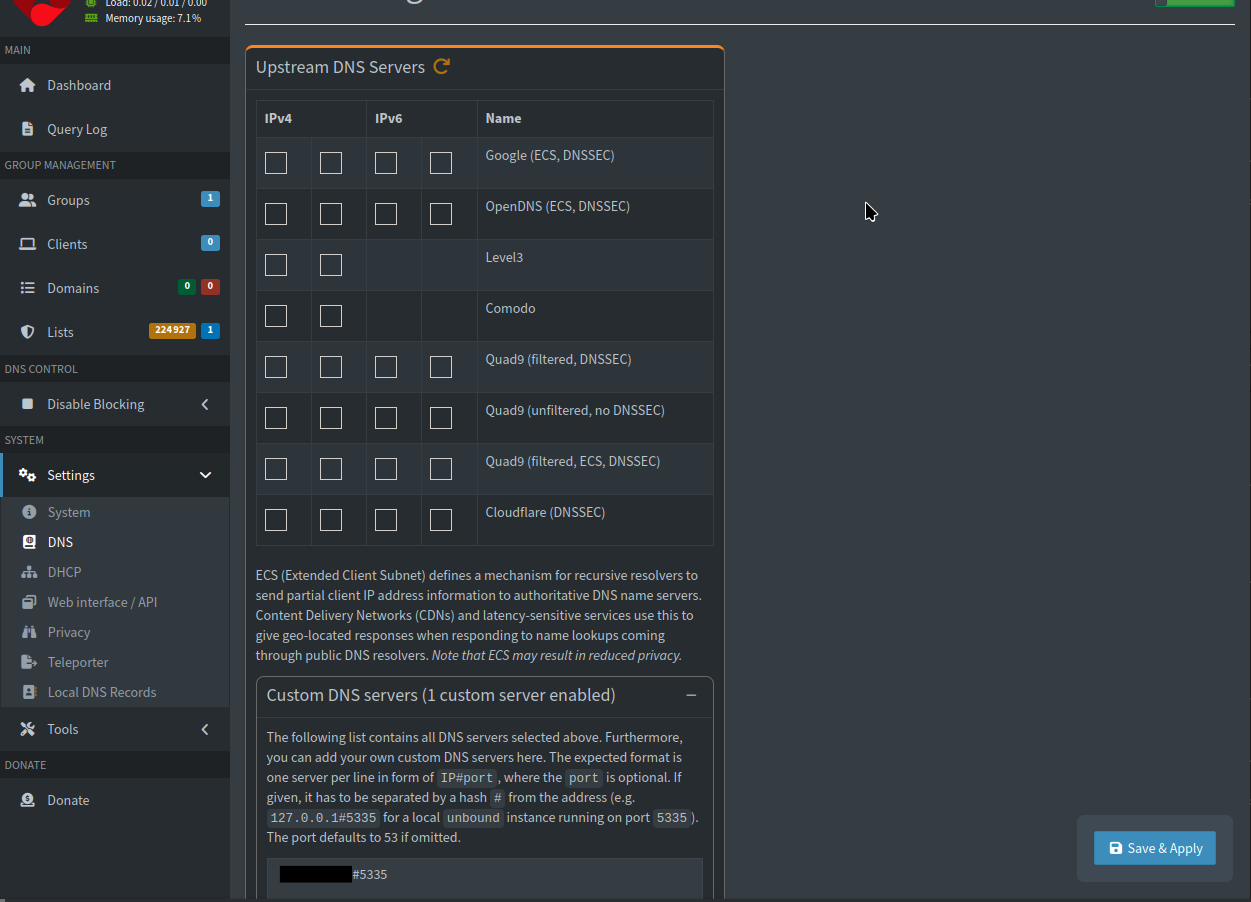 Load: 0.02 / 0.01 / 0.00
Memory usage: 7.1%
MAIN
Dashboard
Query Log
GROUP MANAGEMENT
Groups 1
Clients 0
Domains 0 0
Lists 224927 1
DNS CONTROL
Disable Blocking
SYSTEM
Settings
System
DNS
DHCP
Web interface / API
Privacy
Teleporter
Local DNS Records
Tools
DONATE
Donate
Upstream DNS Servers
IPv4 IPv6 Name
Google (ECS, DNSSEC)
OpenDNS (ECS, DNSSEC)
Level3
Comodo
Quad9 (filtered, DNSSEC)
Quad9 (unfiltered, no DNSSEC)
Quad9 (filtered, ECS, DNSSEC)
Cloudflare (DNSSEC)
ECS (Extended Client Subnet) defines a mechanism for recursive resolvers to
send partial client IP address information to authoritative DNS name servers.
Content Delivery Networks (CDNs) and latency-sensitive services use this to
give geo-located responses when responding to name lookups coming
through public DNS resolvers. Note that ECS may result in reduced privacy.
Custom DNS servers (1 custom server enabled)
The following list contains all DNS servers selected above. Furthermore,
you can add your own custom DNS servers here. The expected format is
one server per line in form of IP#port, where the port is optional. If
given, it has to be separated by a hash # from the address (e.g.
127.0.0.1#5335 for a local unbound instance running on port 5335).
The port defaults to 53 if omitted.
#5335
Save & Apply